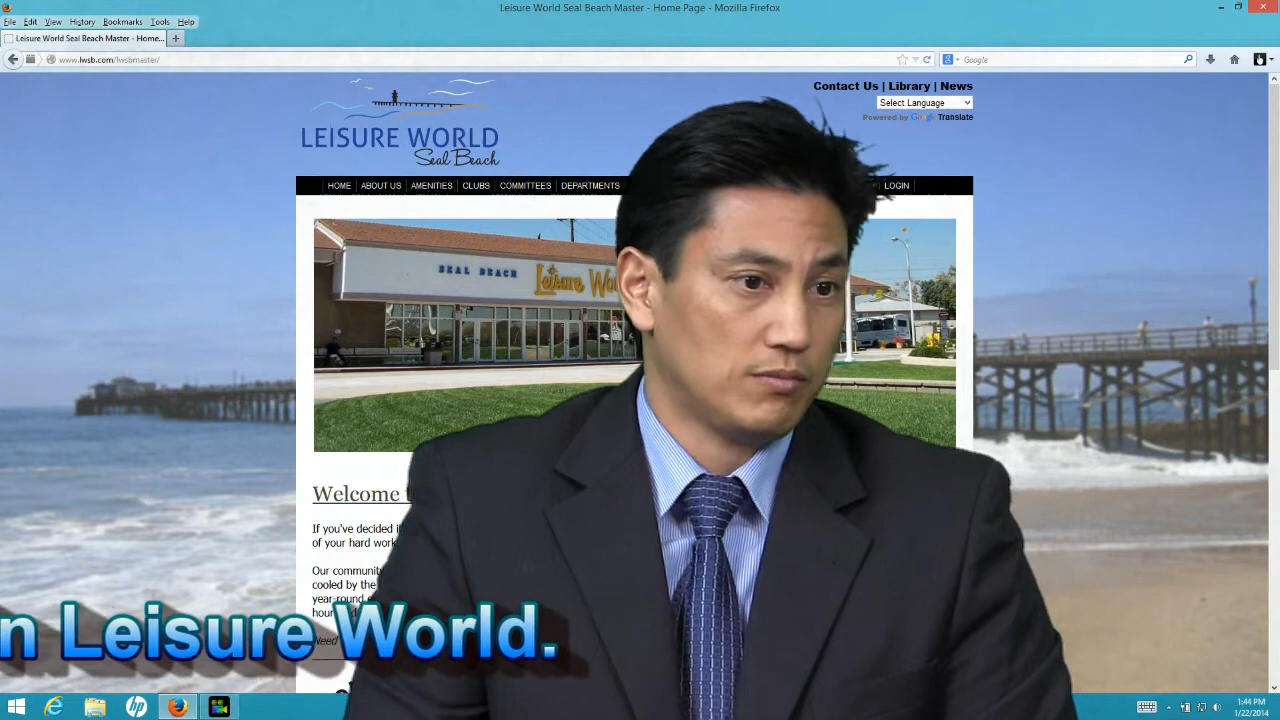 Leisure World Seal Beach Master - Home Page - Mozilla Firefox
File Edit View History Bookmarks Tools Help
Leisure World Seal Beach Master - Home...
www.lwsb.com/lwsbmaster/
Google
Contact Us | Library | News
Select Language
Powered by Google Translate
LEISURE WORLD
Seal Beach
HOME ABOUT US AMENITIES CLUBS COMMITTEES DEPARTMENTS LOGIN
SEAL BEACH Leisure Wo
Welcome t
If you've decided i
of your hard work
Our community
cooled by the
year-round
hour
n Leisure World.
Need
1:44 PM
1/22/2014